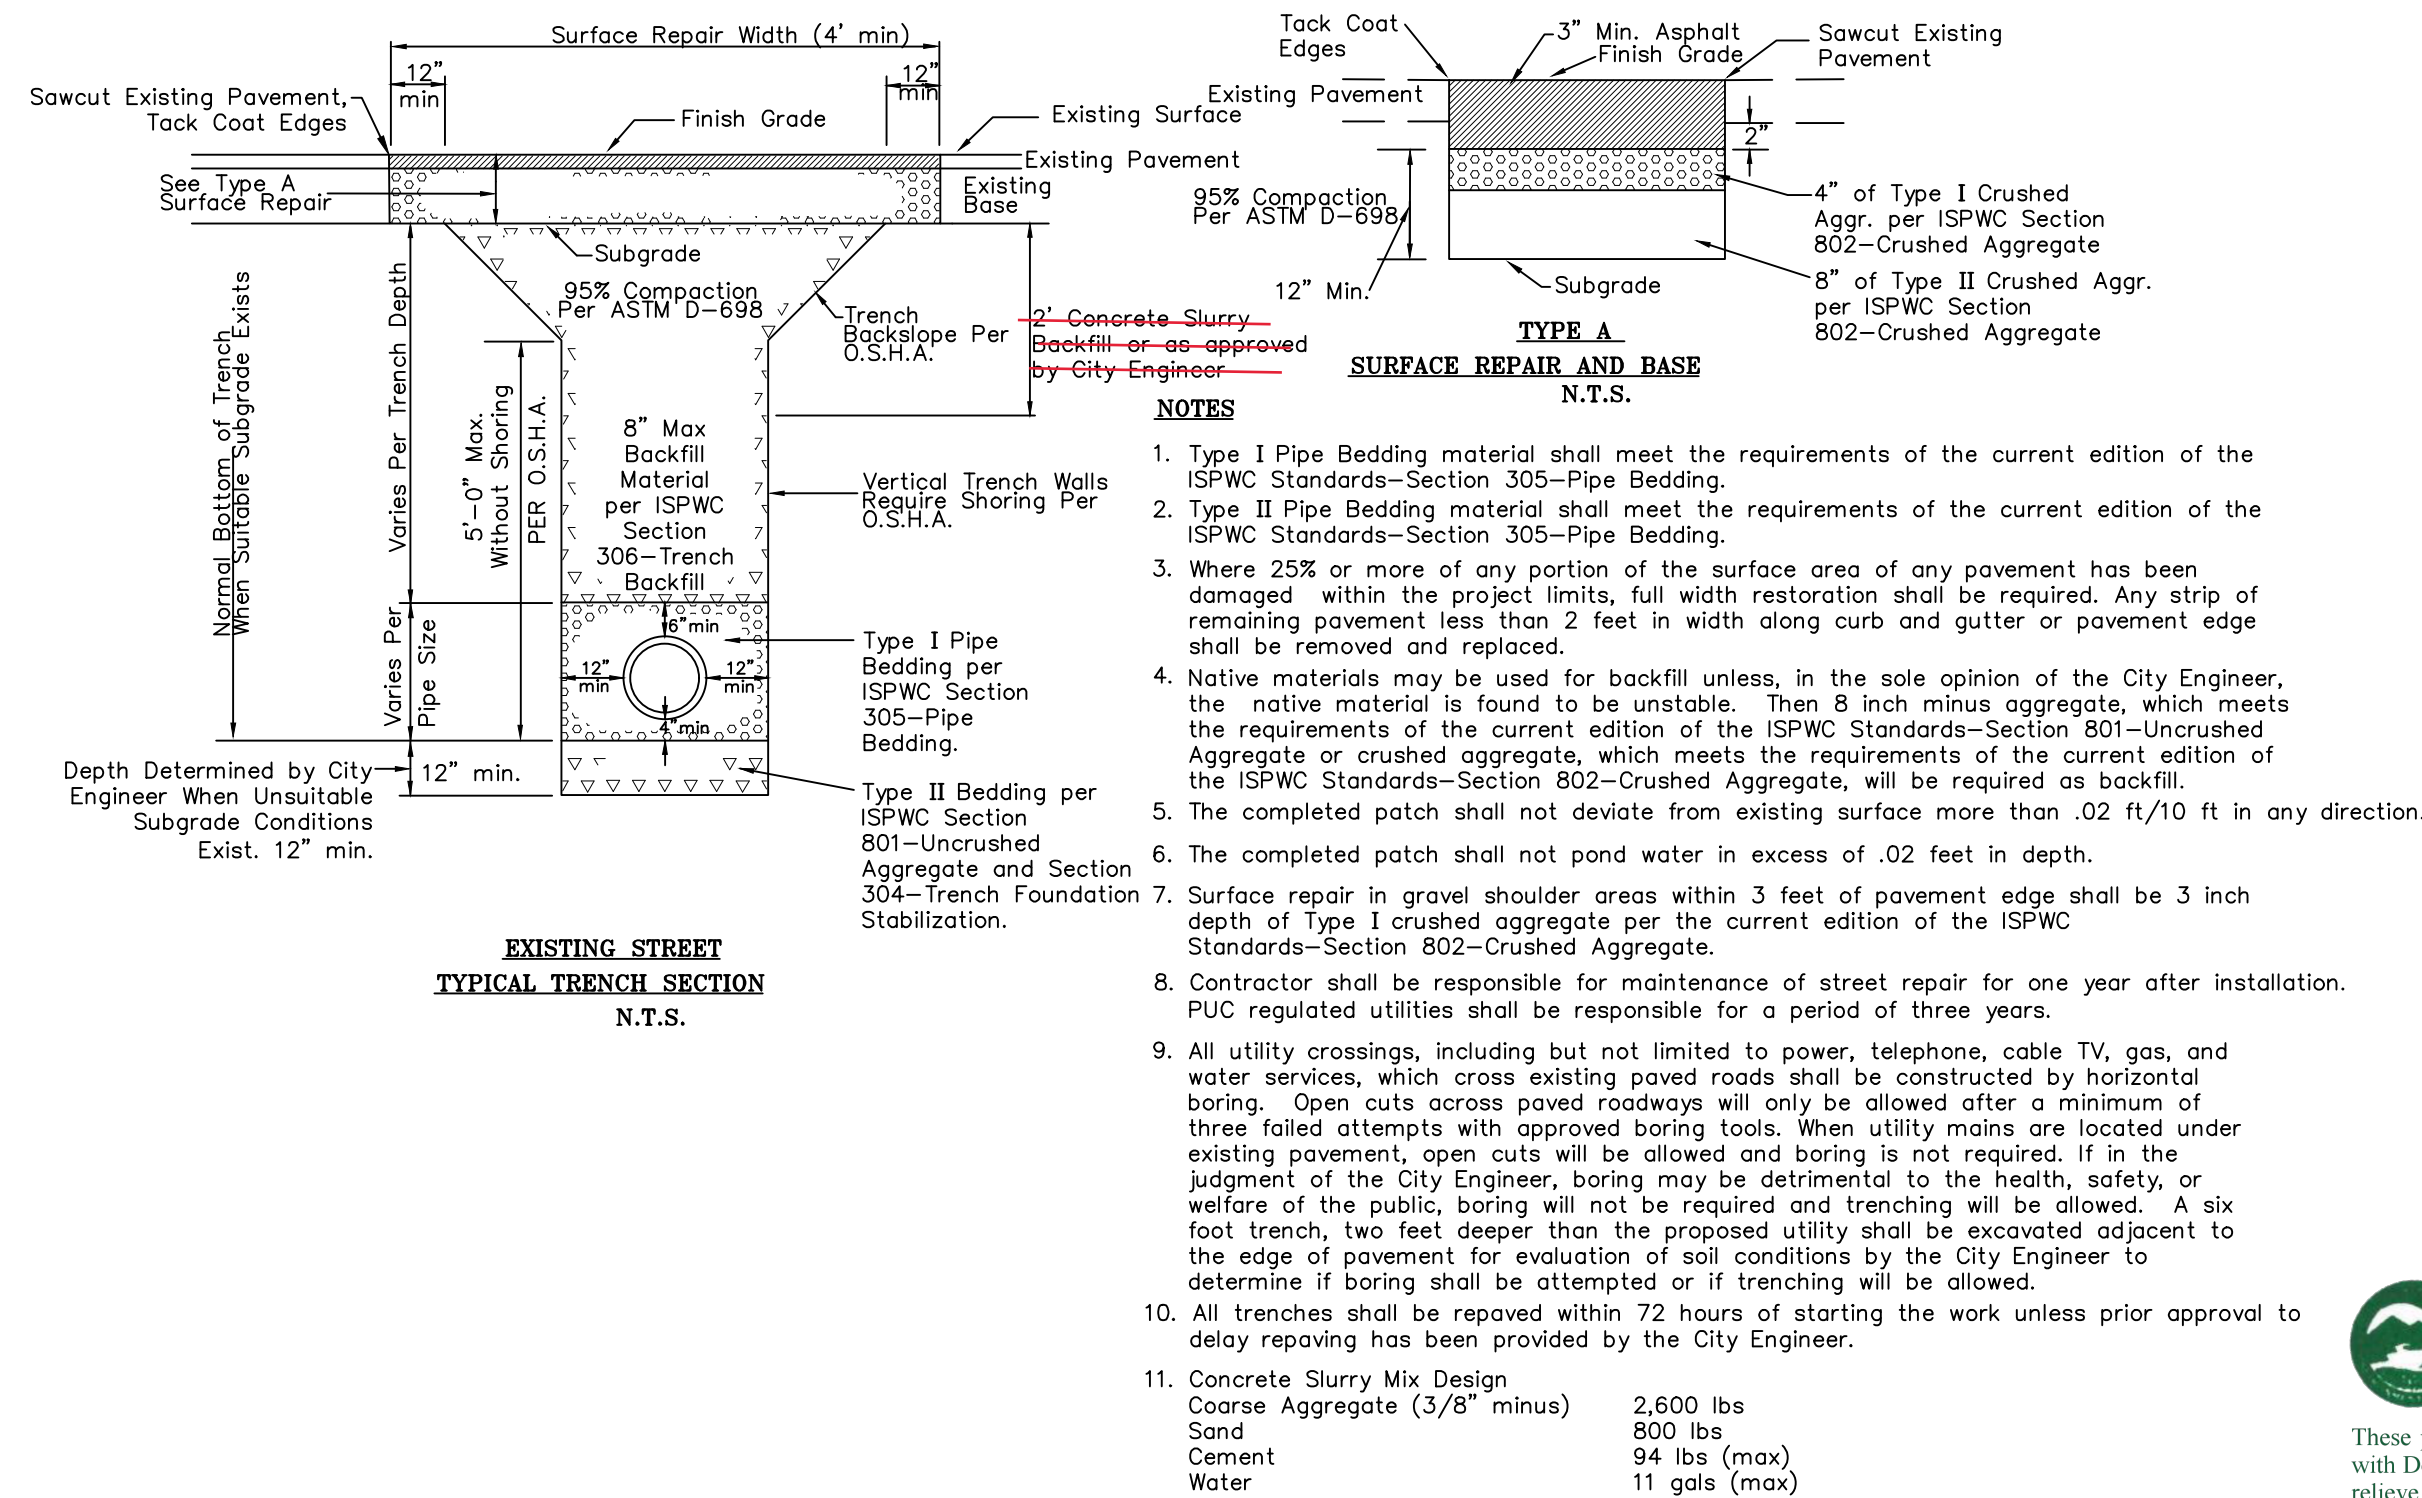 Surface Repair Width (4' min)
12"
min
12"
min
Sawcut Existing Pavement,
Tack Coat Edges
Finish Grade
Existing Surface
Existing Pavement
See Type A
Surface Repair
Existing
Base
Subgrade
95% Compaction
Per ASTM D-698
Trench
Backslope Per
O.S.H.A.
2' Concrete Slurry
Backfill or as approved
by City Engineer
Normal Bottom of Trench
When Suitable Subgrade Exists
Varies Per Trench Depth
5'-0" Max.
Without Shoring
PER O.S.H.A.
8" Max
Backfill
Material
per ISPWC
Section
306-Trench
Backfill
Vertical Trench Walls
Require Shoring Per
O.S.H.A.
Varies Per
Pipe Size
6"min
12"
min
12"
min
4"min
Type I Pipe
Bedding per
ISPWC Section
305-Pipe
Bedding.
Depth Determined by City
Engineer When Unsuitable
Subgrade Conditions
Exist. 12" min.
12" min.
Type II Bedding per
ISPWC Section
801-Uncrushed
Aggregate and Section
304-Trench Foundation
Stabilization.
EXISTING STREET
TYPICAL TRENCH SECTION
N.T.S.
Tack Coat
Edges
3" Min. Asphalt
Finish Grade
Sawcut Existing
Pavement
Existing Pavement
2"
95% Compaction
Per ASTM D-698
12" Min.
4" of Type I Crushed
Aggr. per ISPWC Section
802-Crushed Aggregate
8" of Type II Crushed Aggr.
per ISPWC Section
802-Crushed Aggregate
Subgrade
TYPE A
SURFACE REPAIR AND BASE
N.T.S.
NOTES
1. Type I Pipe Bedding material shall meet the requirements of the current edition of the
ISPWC Standards-Section 305-Pipe Bedding.
2. Type II Pipe Bedding material shall meet the requirements of the current edition of the
ISPWC Standards-Section 305-Pipe Bedding.
3. Where 25% or more of any portion of the surface area of any pavement has been
damaged within the project limits, full width restoration shall be required. Any strip of
remaining pavement less than 2 feet in width along curb and gutter or pavement edge
shall be removed and replaced.
4. Native materials may be used for backfill unless, in the sole opinion of the City Engineer,
the native material is found to be unstable. Then 8 inch minus aggregate, which meets
the requirements of the current edition of the ISPWC Standards-Section 801-Uncrushed
Aggregate or crushed aggregate, which meets the requirements of the current edition of
the ISPWC Standards-Section 802-Crushed Aggregate, will be required as backfill.
5. The completed patch shall not deviate from existing surface more than .02 ft/10 ft in any direction.
6. The completed patch shall not pond water in excess of .02 feet in depth.
7. Surface repair in gravel shoulder areas within 3 feet of pavement edge shall be 3 inch
depth of Type I crushed aggregate per the current edition of the ISPWC
Standards-Section 802-Crushed Aggregate.
8. Contractor shall be responsible for maintenance of street repair for one year after installation.
PUC regulated utilities shall be responsible for a period of three years.
9. All utility crossings, including but not limited to power, telephone, cable TV, gas, and
water services, which cross existing paved roads shall be constructed by horizontal
boring. Open cuts across paved roadways will only be allowed after a minimum of
three failed attempts with approved boring tools. When utility mains are located under
existing pavement, open cuts will be allowed and boring is not required. If in the
judgment of the City Engineer, boring may be detrimental to the health, safety, or
welfare of the public, boring will not be required and trenching will be allowed. A six
foot trench, two feet deeper than the proposed utility shall be excavated adjacent to
the edge of pavement for evaluation of soil conditions by the City Engineer to
determine if boring shall be attempted or if trenching will be allowed.
10. All trenches shall be repaved within 72 hours of starting the work unless prior approval to
delay repaving has been provided by the City Engineer.
11. Concrete Slurry Mix Design
Coarse Aggregate (3/8" minus) 2,600 lbs
Sand 800 lbs
Cement 94 lbs (max)
Water 11 gals (max)
These
with D
relieve